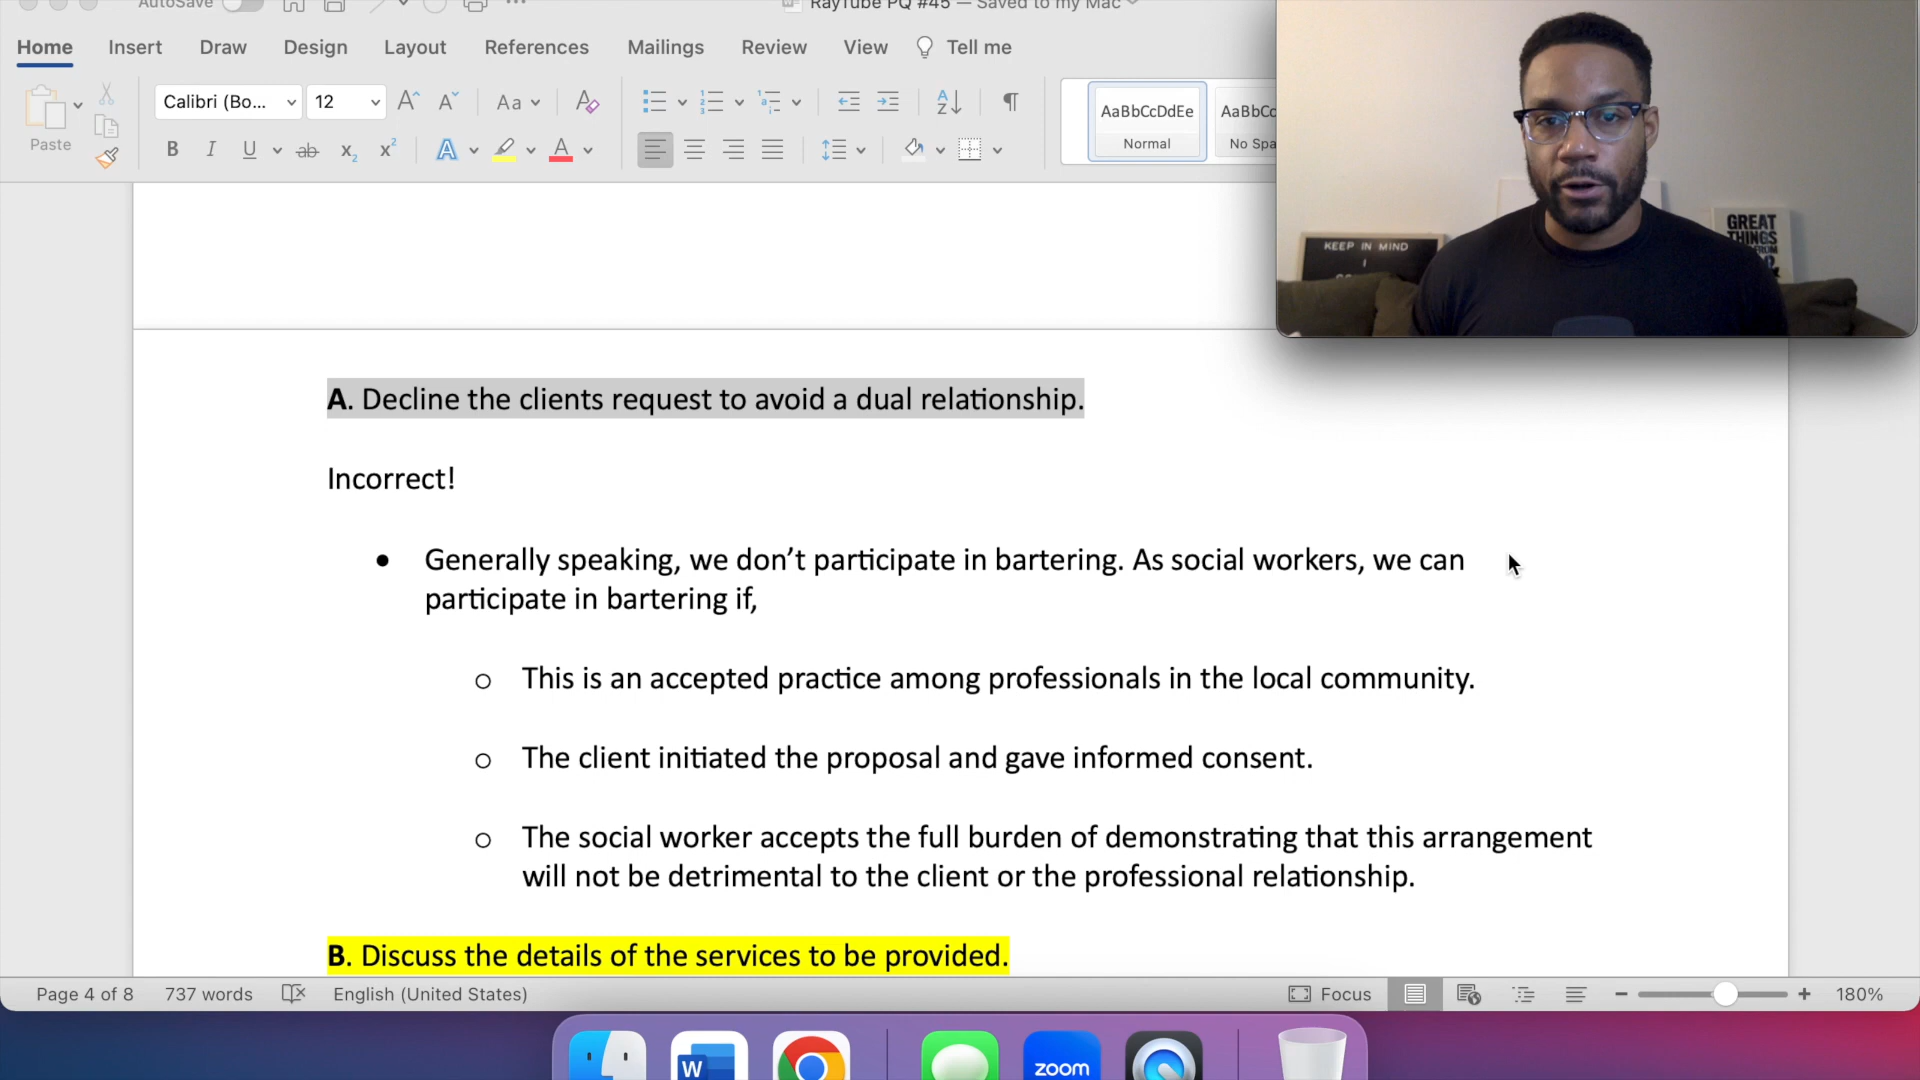 AutoSave
RayTube PQ #45 — Saved to my Mac
Home Insert Draw Design Layout References Mailings Review View Tell me
Paste
Calibri (Bo... 12 Aa
AaBbCcDdEe AaBbCc
Normal No Spa
KEEP IN MIND
GREAT
THINGS
A. Decline the clients request to avoid a dual relationship.
Incorrect!
• Generally speaking, we don’t participate in bartering. As social workers, we can
participate in bartering if,
o This is an accepted practice among professionals in the local community.
o The client initiated the proposal and gave informed consent.
o The social worker accepts the full burden of demonstrating that this arrangement
will not be detrimental to the client or the professional relationship.
B. Discuss the details of the services to be provided.
Page 4 of 8 737 words English (United States) Focus 180%
W zoom